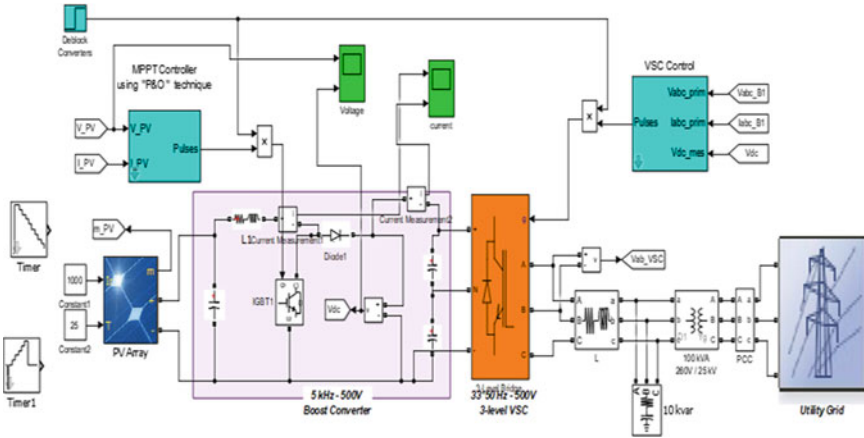 Deblock
Converters
MPPT Controller
using "P&O" technique
V_PV
I_PV
V_PV
I_PV
Pulses
x
Voltage
current
VSC Control
Vabc_prim
Iabc_prim
Vdc_mes
Pulses
Vabc_B1
Iabc_B1
Vdc
x
Timer
m_PV
1000
Constant1
25
Constant2
m
+
-
T
PV Array
Timer1
L1
Current Measurement1
Current Measurement2
Diode1
IGBT1
g
C
E
Vdc
v
5 kHz - 500V
Boost Converter
g
+
N
-
A
B
C
3-Level Bridge
33*50 Hz - 500V
3-level VSC
v
Vab_VSC
A
B
C
a
b
c
L
A
B
C
10 kvar
a
b
c
A
B
C
100 kVA
260V / 25 kV
PCC
Utility Grid